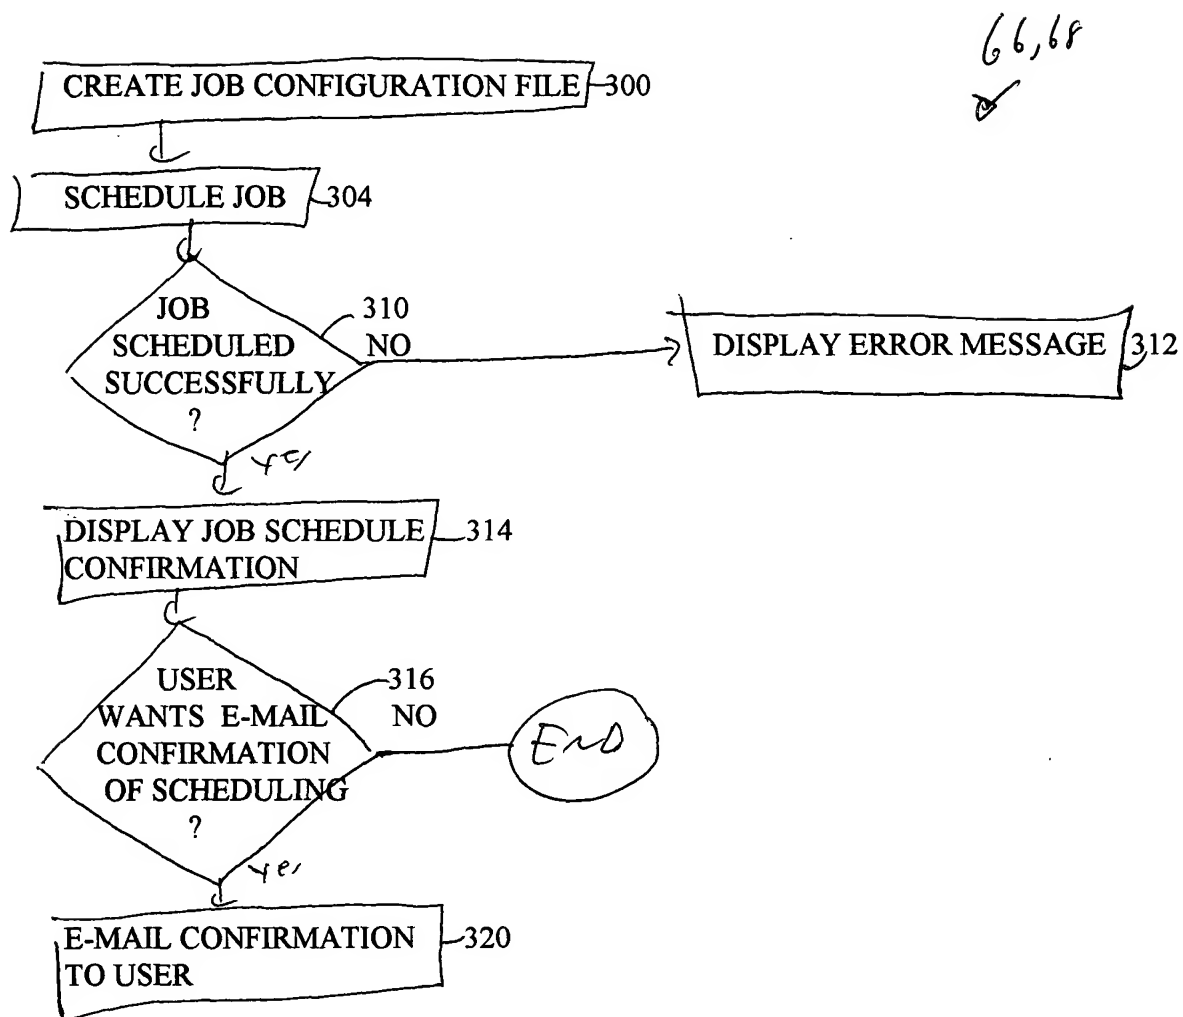 66,68
CREATE JOB CONFIGURATION FILE 300
SCHEDULE JOB 304
JOB
SCHEDULED
SUCCESSFULLY
?
310
NO
DISPLAY ERROR MESSAGE 312
Yes
DISPLAY JOB SCHEDULE
CONFIRMATION
314
USER
WANTS E-MAIL
CONFIRMATION
OF SCHEDULING
?
316
NO
END
Yes
E-MAIL CONFIRMATION
TO USER
320